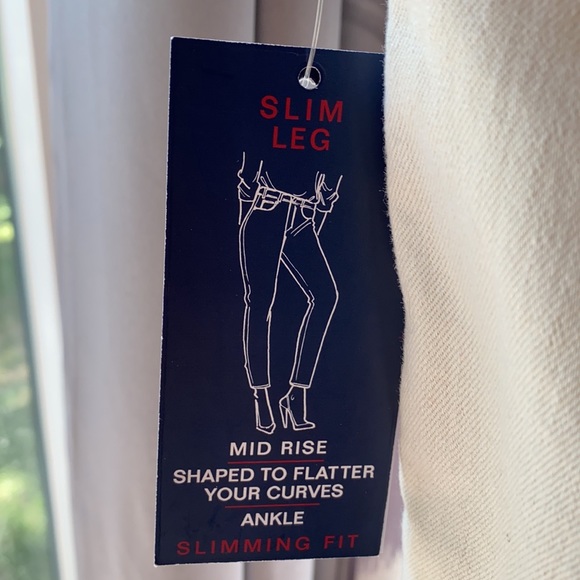 SLIM
LEG
MID RISE
SHAPED TO FLATTER
YOUR CURVES
ANKLE
SLIMMING FIT